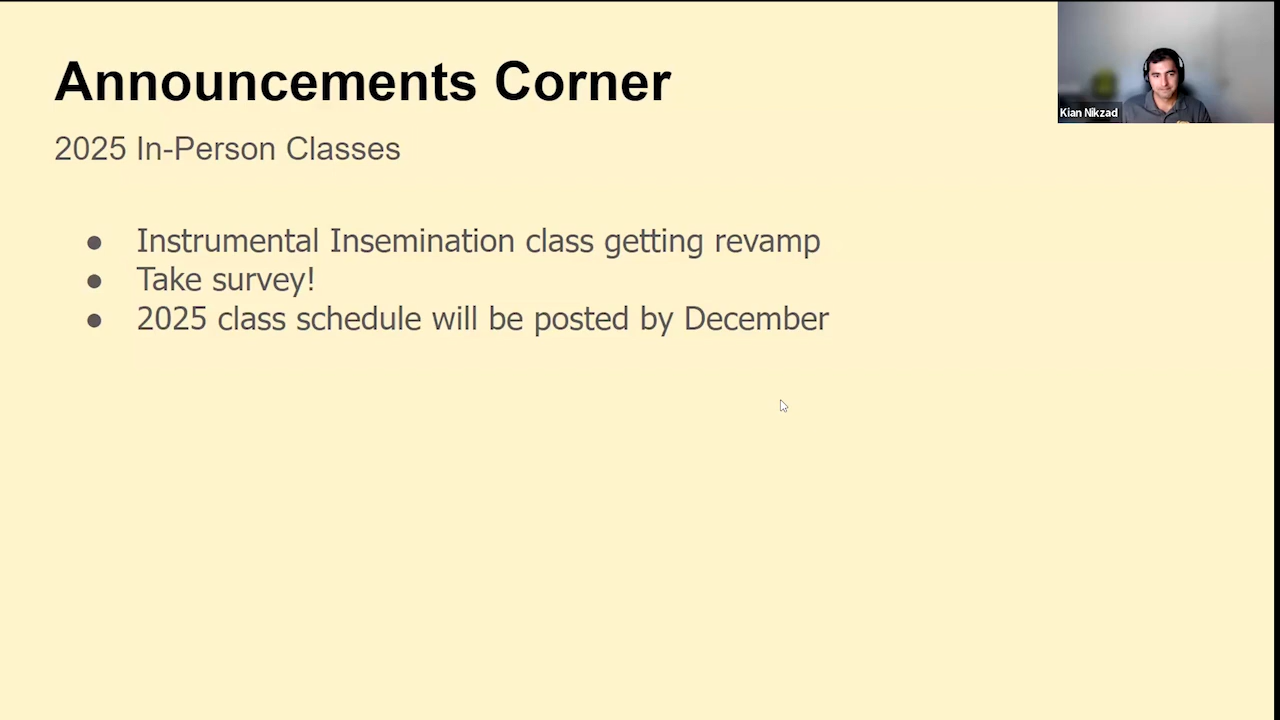 Announcements Corner
2025 In-Person Classes
● Instrumental Insemination class getting revamp
● Take survey!
● 2025 class schedule will be posted by December
Kian Nikzad